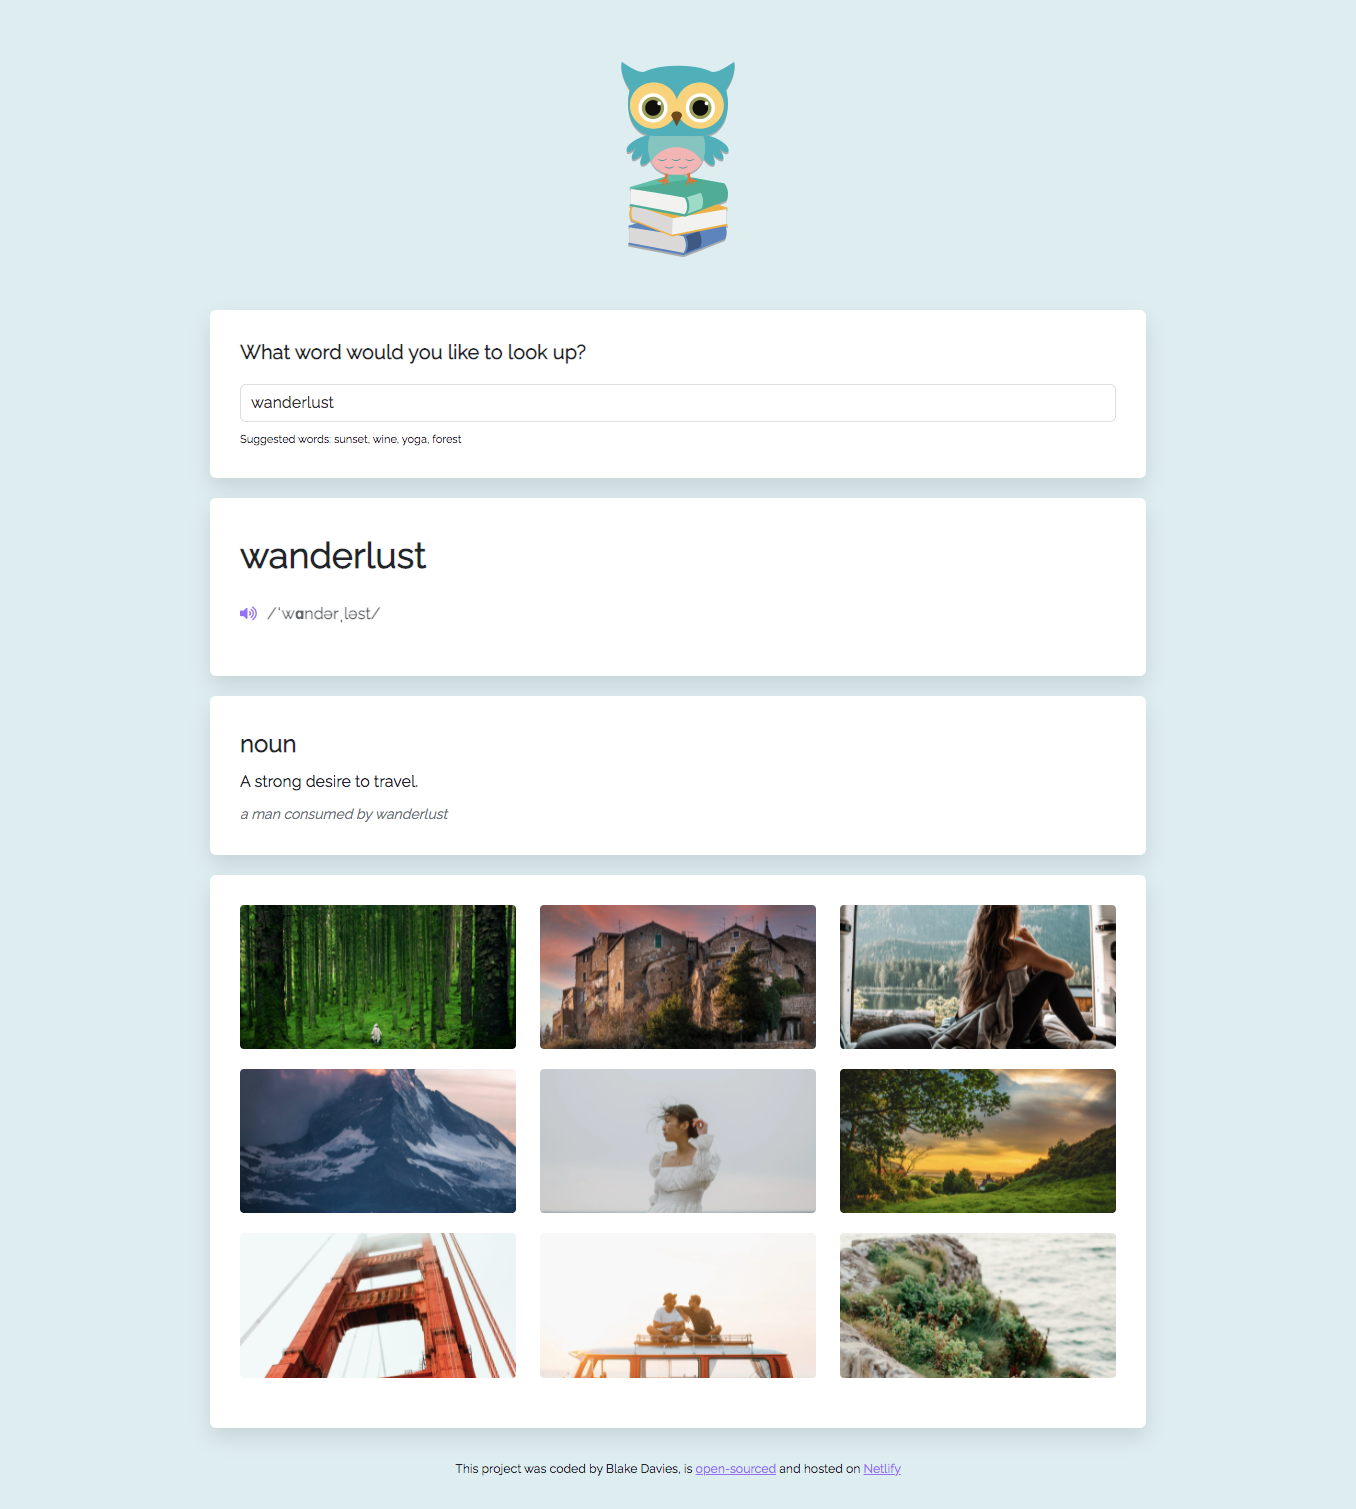 What word would you like to look up?
wanderlust
Suggested words: sunset, wine, yoga, forest
wanderlust
/ˈwɑndərˌləst/
noun
A strong desire to travel.
a man consumed by wanderlust
This project was coded by Blake Davies, is open-sourced and hosted on Netlify